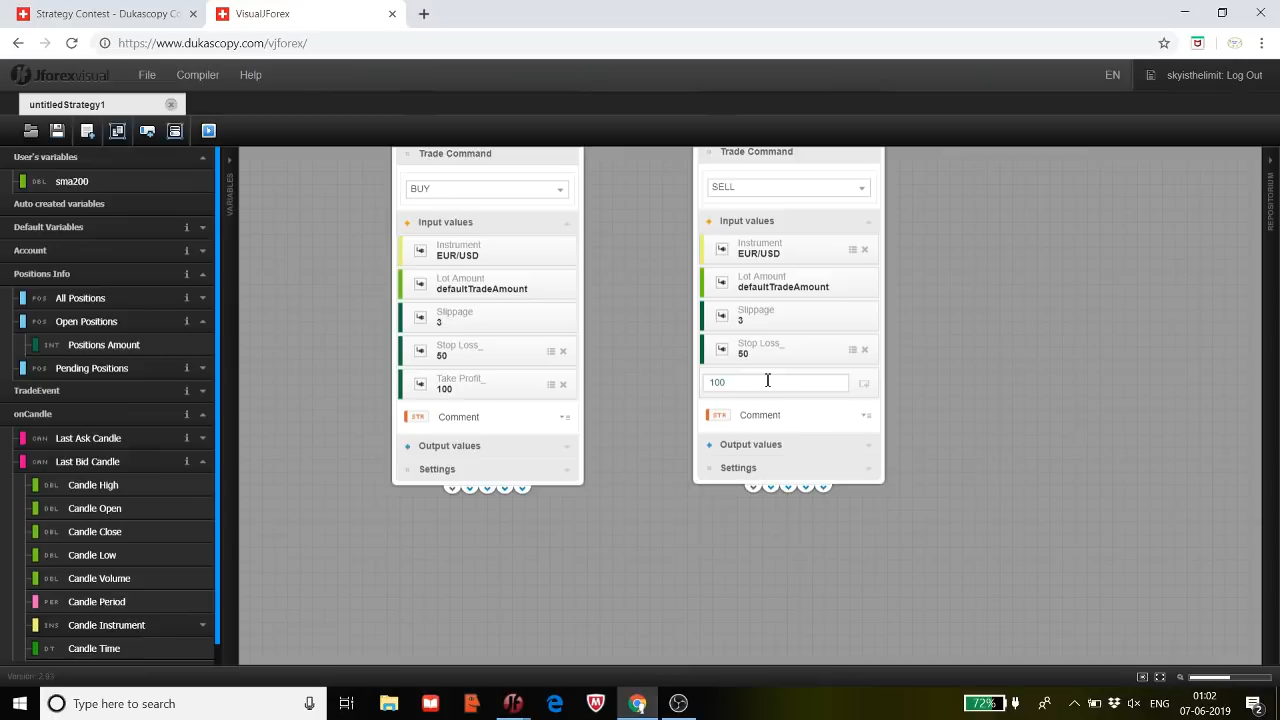 Strategy Contest - Dukascopy Co
VisualJForex
https://www.dukascopy.com/vjforex/
Jforexvisual
File
Compiler
Help
EN
skyisthelimit: Log Out
untitledStrategy1
User's variables
DBL sma200
Auto created variables
Default Variables
Account
Positions Info
POS All Positions
POS Open Positions
INT Positions Amount
POS Pending Positions
TradeEvent
onCandle
CAN Last Ask Candle
CAN Last Bid Candle
DBL Candle High
DBL Candle Open
DBL Candle Close
DBL Candle Low
DBL Candle Volume
PER Candle Period
INS Candle Instrument
DT Candle Time
VARIABLES
Trade Command
BUY
Input values
Instrument
EUR/USD
Lot Amount
defaultTradeAmount
Slippage
3
Stop Loss_
50
Take Profit_
100
STR Comment
Output values
Settings
Trade Command
SELL
Input values
Instrument
EUR/USD
Lot Amount
defaultTradeAmount
Slippage
3
Stop Loss_
50
100
STR Comment
Output values
Settings
REPOSITORIUM
Version: 2.93
Type here to search
72%
ENG
01:02
07-06-2019
2